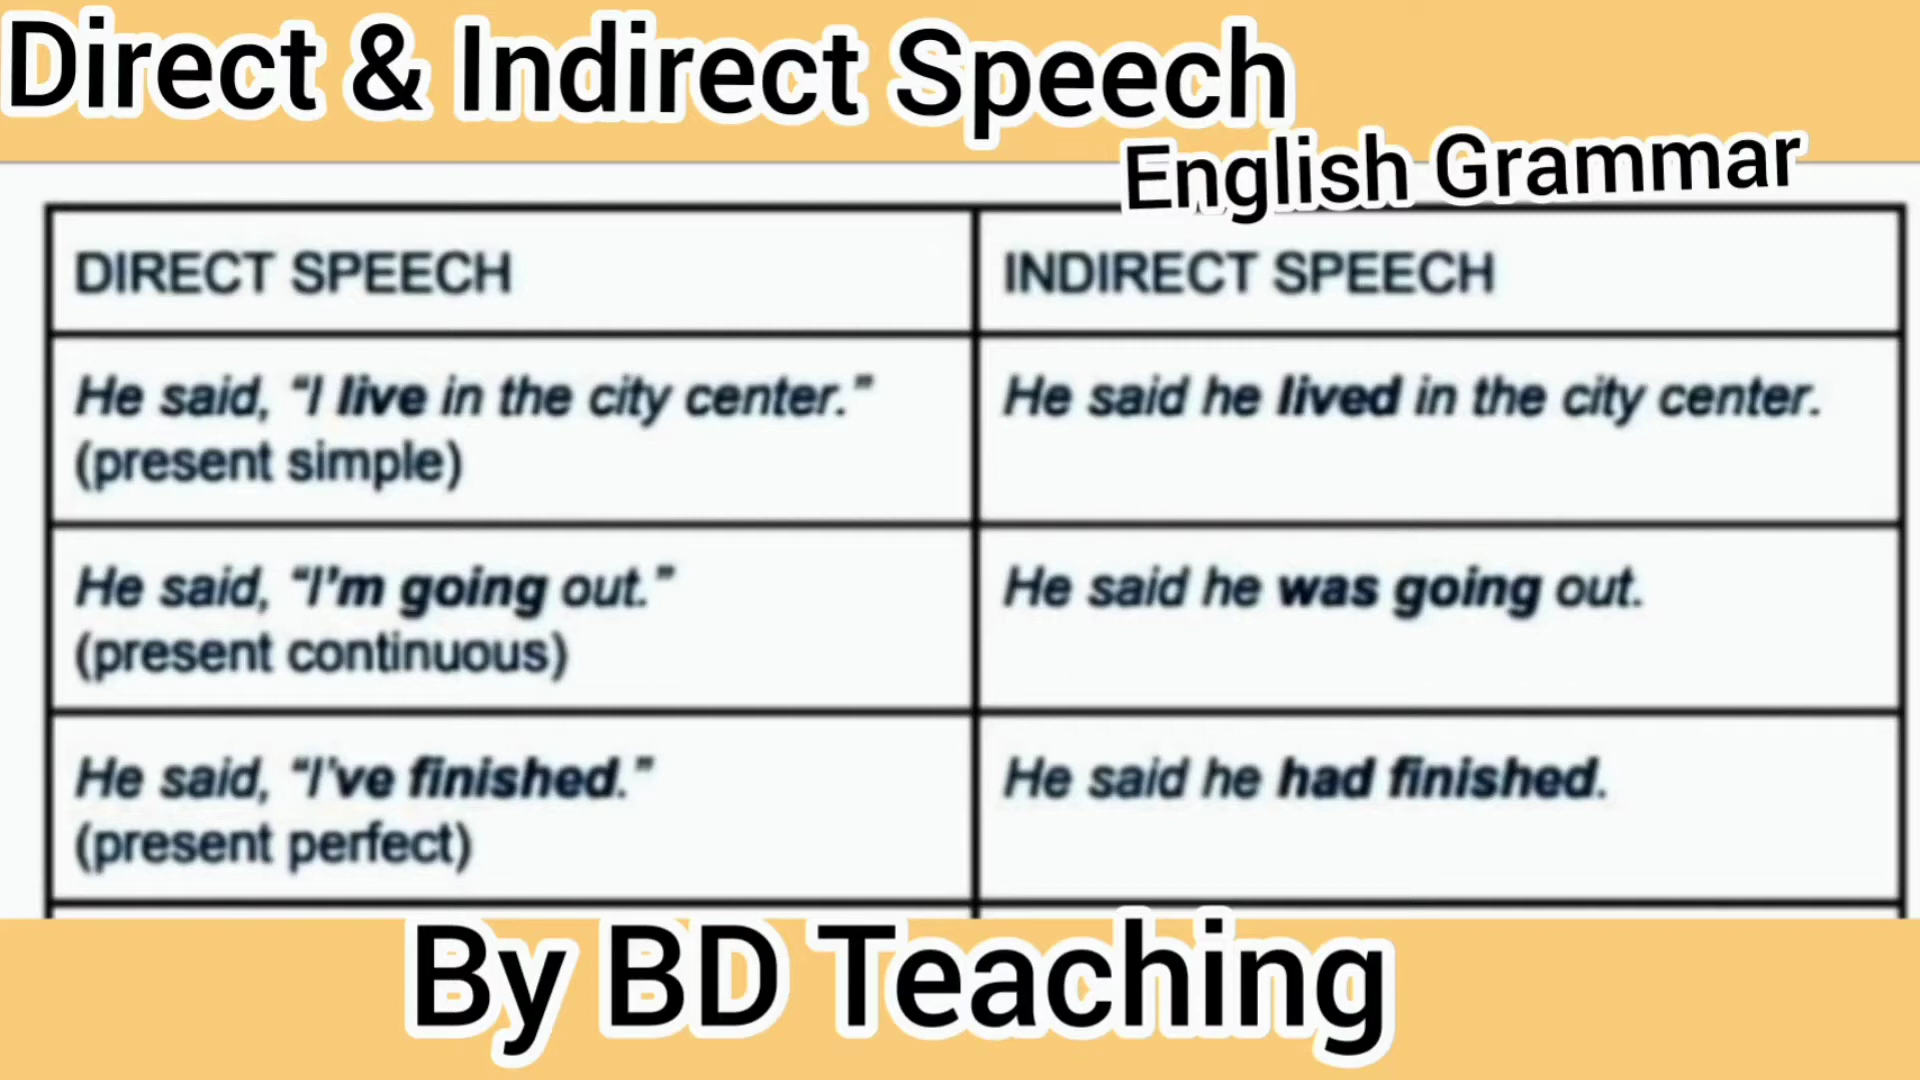 Direct & Indirect Speech
English Grammar
DIRECT SPEECH
INDIRECT SPEECH
He said, “I live in the city center.”
(present simple)
He said he lived in the city center.
He said, “I’m going out.”
(present continuous)
He said he was going out.
He said, “I’ve finished.”
(present perfect)
He said he had finished.
By BD Teaching